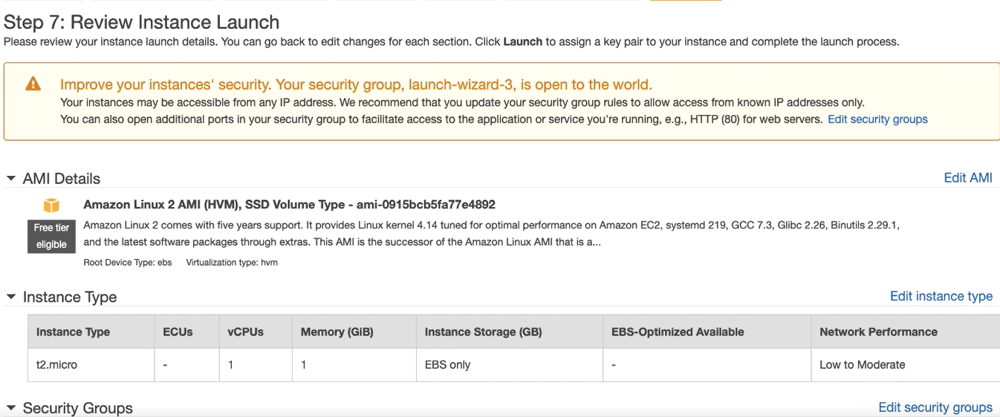 Step 7: Review Instance Launch
Please review your instance launch details. You can go back to edit changes for each section. Click Launch to assign a key pair to your instance and complete the launch process.
Improve your instances' security. Your security group, launch-wizard-3, is open to the world.
Your instances may be accessible from any IP address. We recommend that you update your security group rules to allow access from known IP addresses only.
You can also open additional ports in your security group to facilitate access to the application or service you're running, e.g., HTTP (80) for web servers. Edit security groups
AMI Details Edit AMI
Amazon Linux 2 AMI (HVM), SSD Volume Type - ami-0915bcb5fa77e4892
Free tier eligible
Amazon Linux 2 comes with five years support. It provides Linux kernel 4.14 tuned for optimal performance on Amazon EC2, systemd 219, GCC 7.3, Glibc 2.26, Binutils 2.29.1,
and the latest software packages through extras. This AMI is the successor of the Amazon Linux AMI that is a...
Root Device Type: ebs Virtualization type: hvm
Instance Type Edit instance type
Instance Type ECUs vCPUs Memory (GiB) Instance Storage (GB) EBS-Optimized Available Network Performance
t2.micro - 1 1 EBS only - Low to Moderate
Security Groups Edit security groups